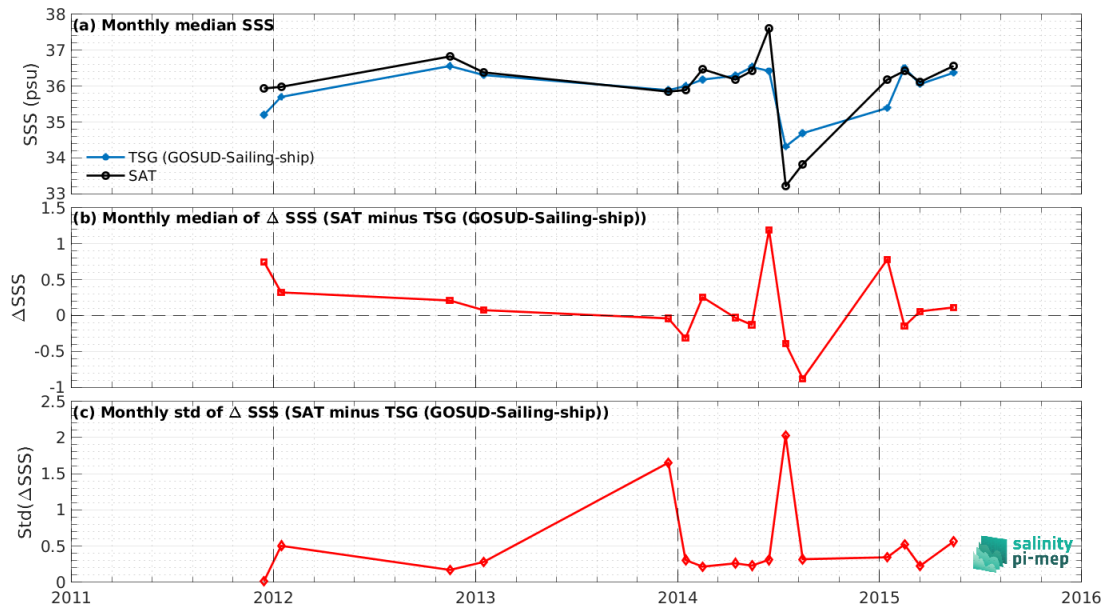 (a) Monthly median SSS
38
37
36
35
34
33
SSS (psu)
TSG (GOSUD-Sailing-ship)
SAT
(b) Monthly median of Δ SSS (SAT minus TSG (GOSUD-Sailing-ship))
1.5
1
0.5
0
-0.5
-1
ΔSSS
(c) Monthly std of Δ SSS (SAT minus TSG (GOSUD-Sailing-ship))
2.5
2
1.5
1
0.5
0
Std(ΔSSS)
salinity
pi-mep
2011 2012 2013 2014 2015 2016